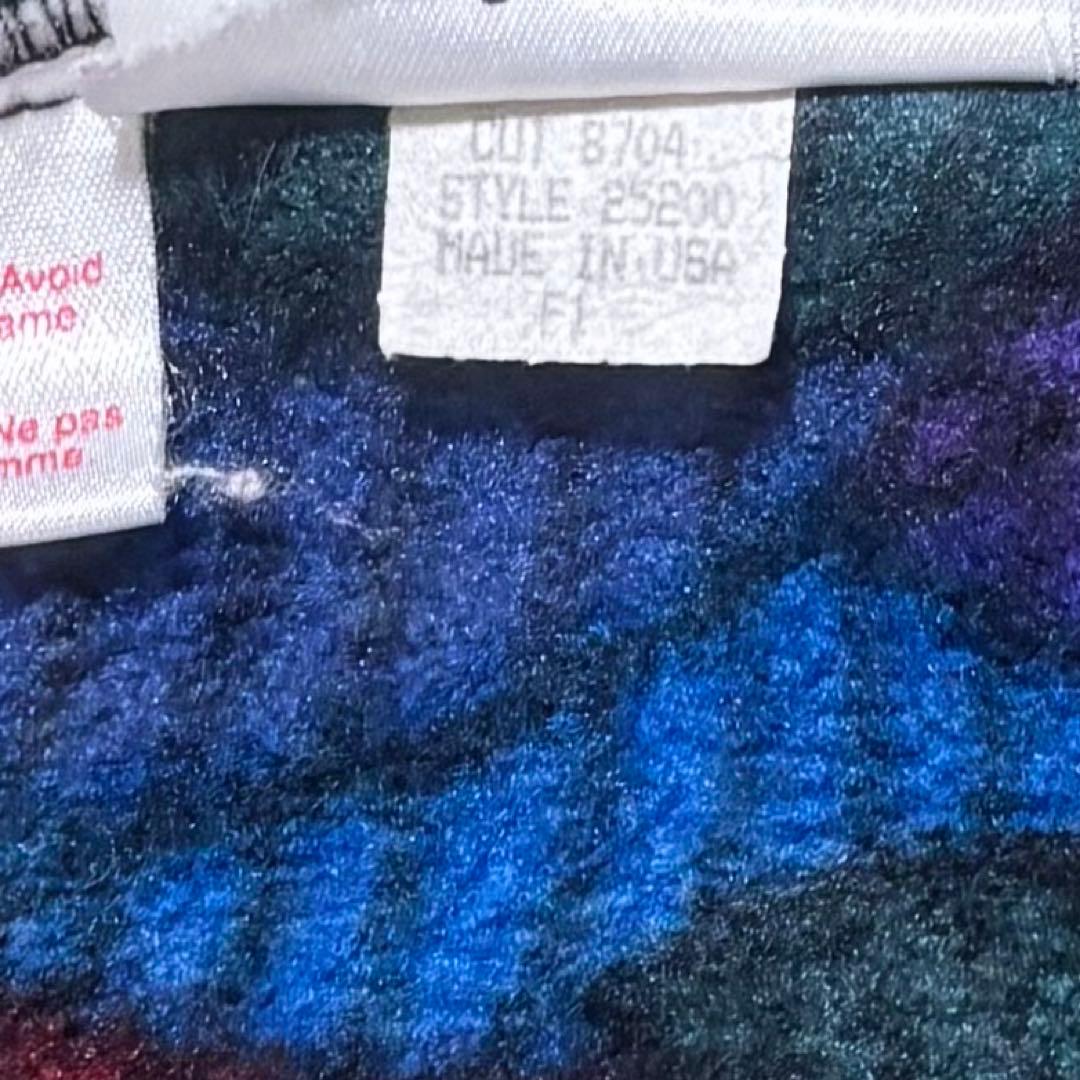 Avoid
ame
Ne pas
mme
CUT 8704
STYLE 25200
MADE IN USA
F1